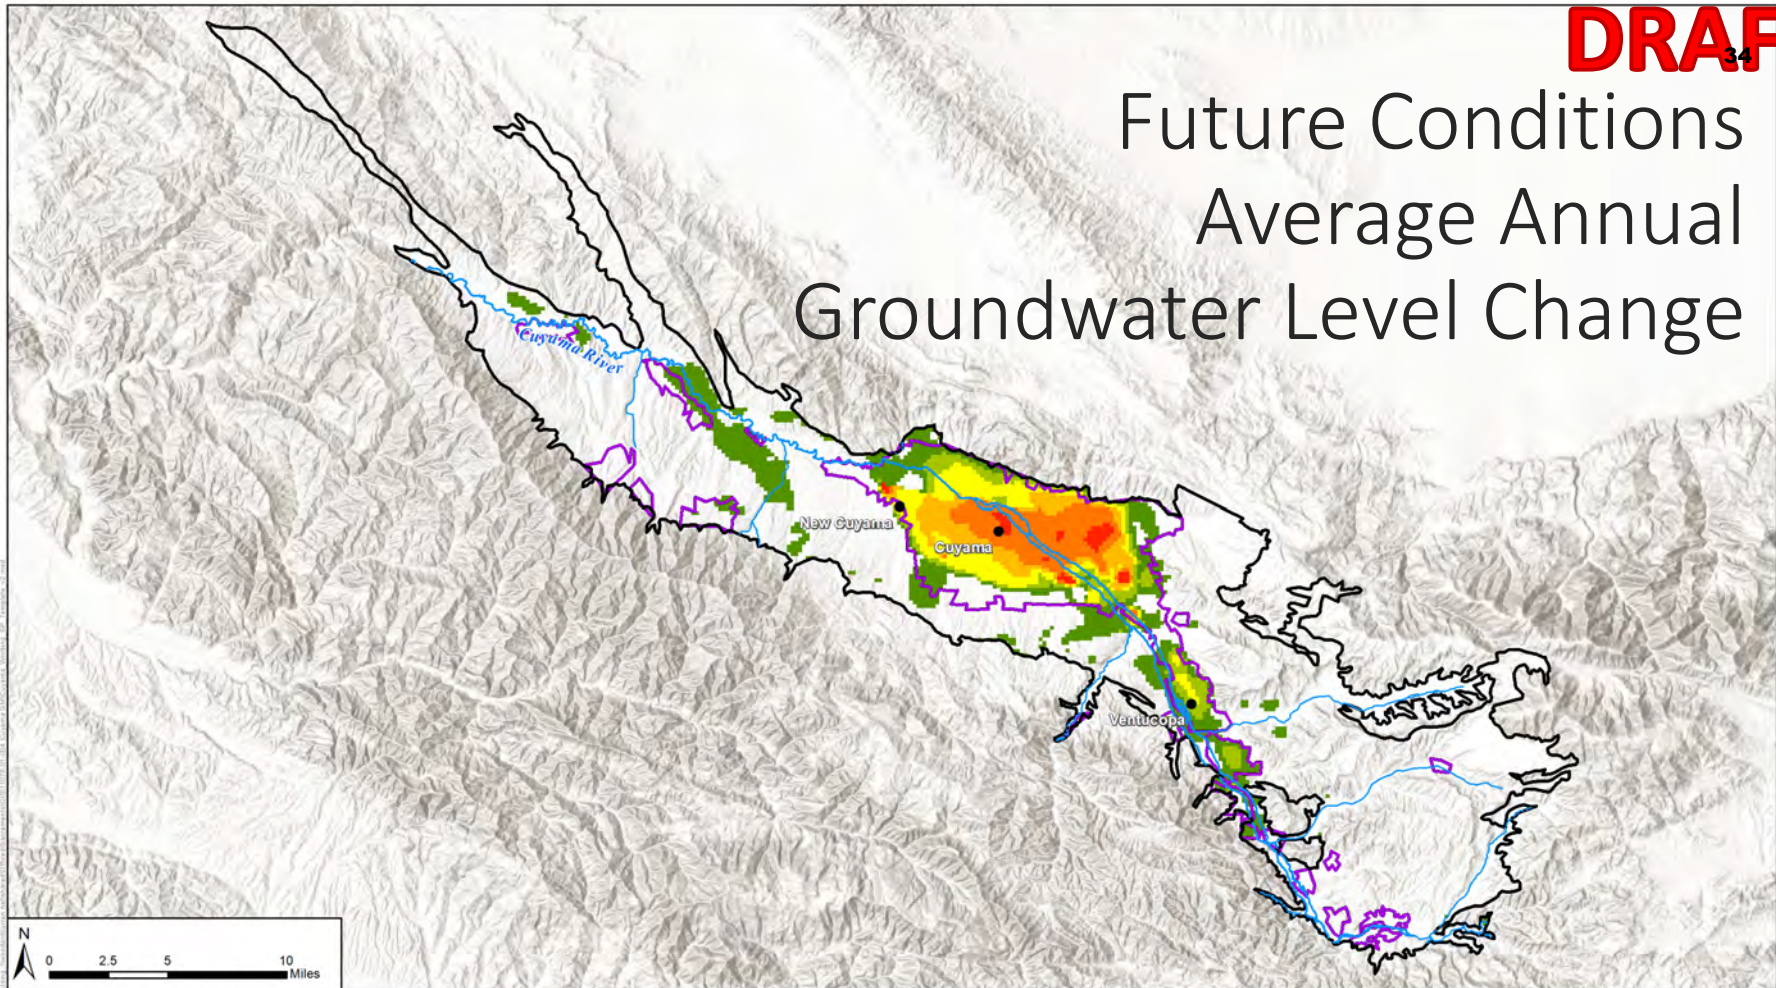 DRAF
34
Future Conditions
Average Annual
Groundwater Level Change
Cuyama River
New Cuyama
Cuyama
Ventucopa
N
0 2.5 5 10
Miles